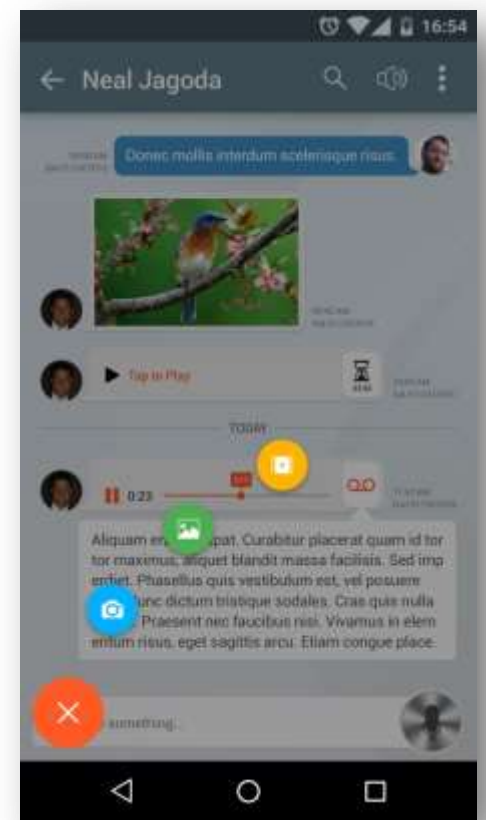 16:54
Neal Jagoda
Donec mollis interdum scelerisque risus.
Tap to Play
TODAY
0:23
Aliquam pat. Curabitur placerat quam id tor
tor maximus, aliquet blandit massa facilisis. Sed imp
erdiet. Phasellus quis vestibulum est, vel posuere
unc dictum tristique sodales. Cras quis nulla
Praesent nec faucibus nisi. Vivamus in elem
entum risus, eget sagittis arcu. Etiam congue place
something...